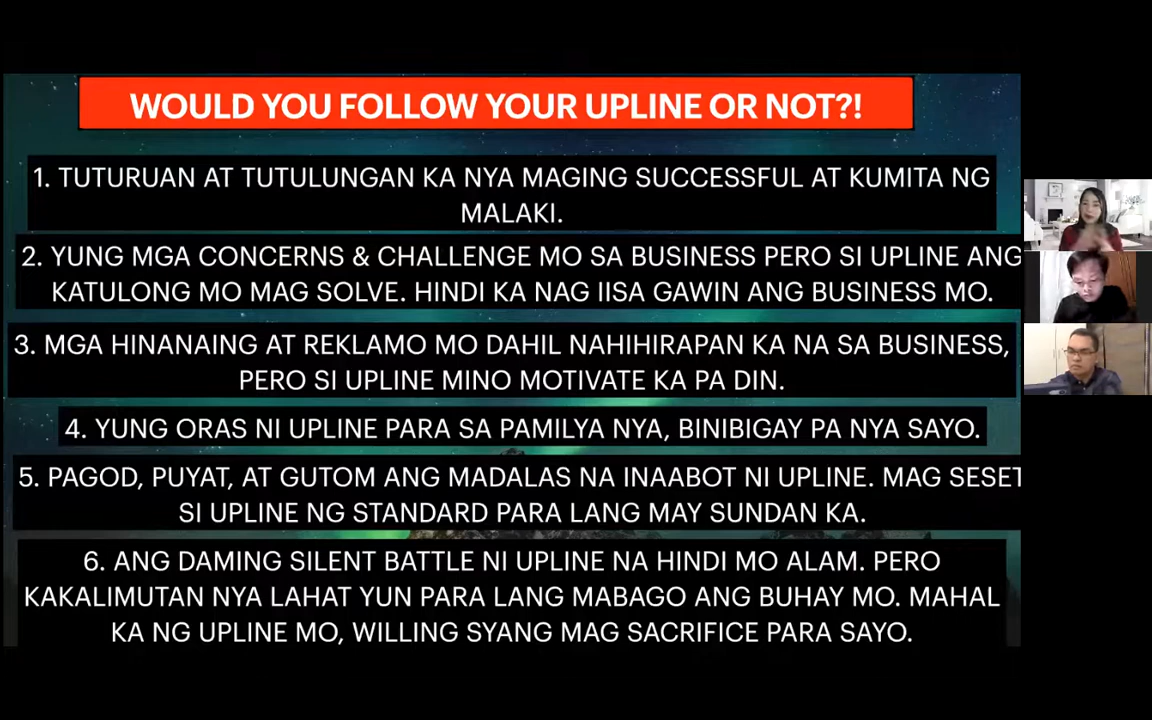 WOULD YOU FOLLOW YOUR UPLINE OR NOT?!
1. TUTURUAN AT TUTULUNGAN KA NYA MAGING SUCCESSFUL AT KUMITA NG
MALAKI.
2. YUNG MGA CONCERNS & CHALLENGE MO SA BUSINESS PERO SI UPLINE ANG
KATULONG MO MAG SOLVE. HINDI KA NAG IISA GAWIN ANG BUSINESS MO.
3. MGA HINANAING AT REKLAMO MO DAHIL NAHIHIRAPAN KA NA SA BUSINESS,
PERO SI UPLINE MINO MOTIVATE KA PA DIN.
4. YUNG ORAS NI UPLINE PARA SA PAMILYA NYA, BINIBIGAY PA NYA SAYO.
5. PAGOD, PUYAT, AT GUTOM ANG MADALAS NA INAABOT NI UPLINE. MAG SESET
SI UPLINE NG STANDARD PARA LANG MAY SUNDAN KA.
6. ANG DAMING SILENT BATTLE NI UPLINE NA HINDI MO ALAM. PERO
KAKALIMUTAN NYA LAHAT YUN PARA LANG MABAGO ANG BUHAY MO. MAHAL
KA NG UPLINE MO, WILLING SYANG MAG SACRIFICE PARA SAYO.